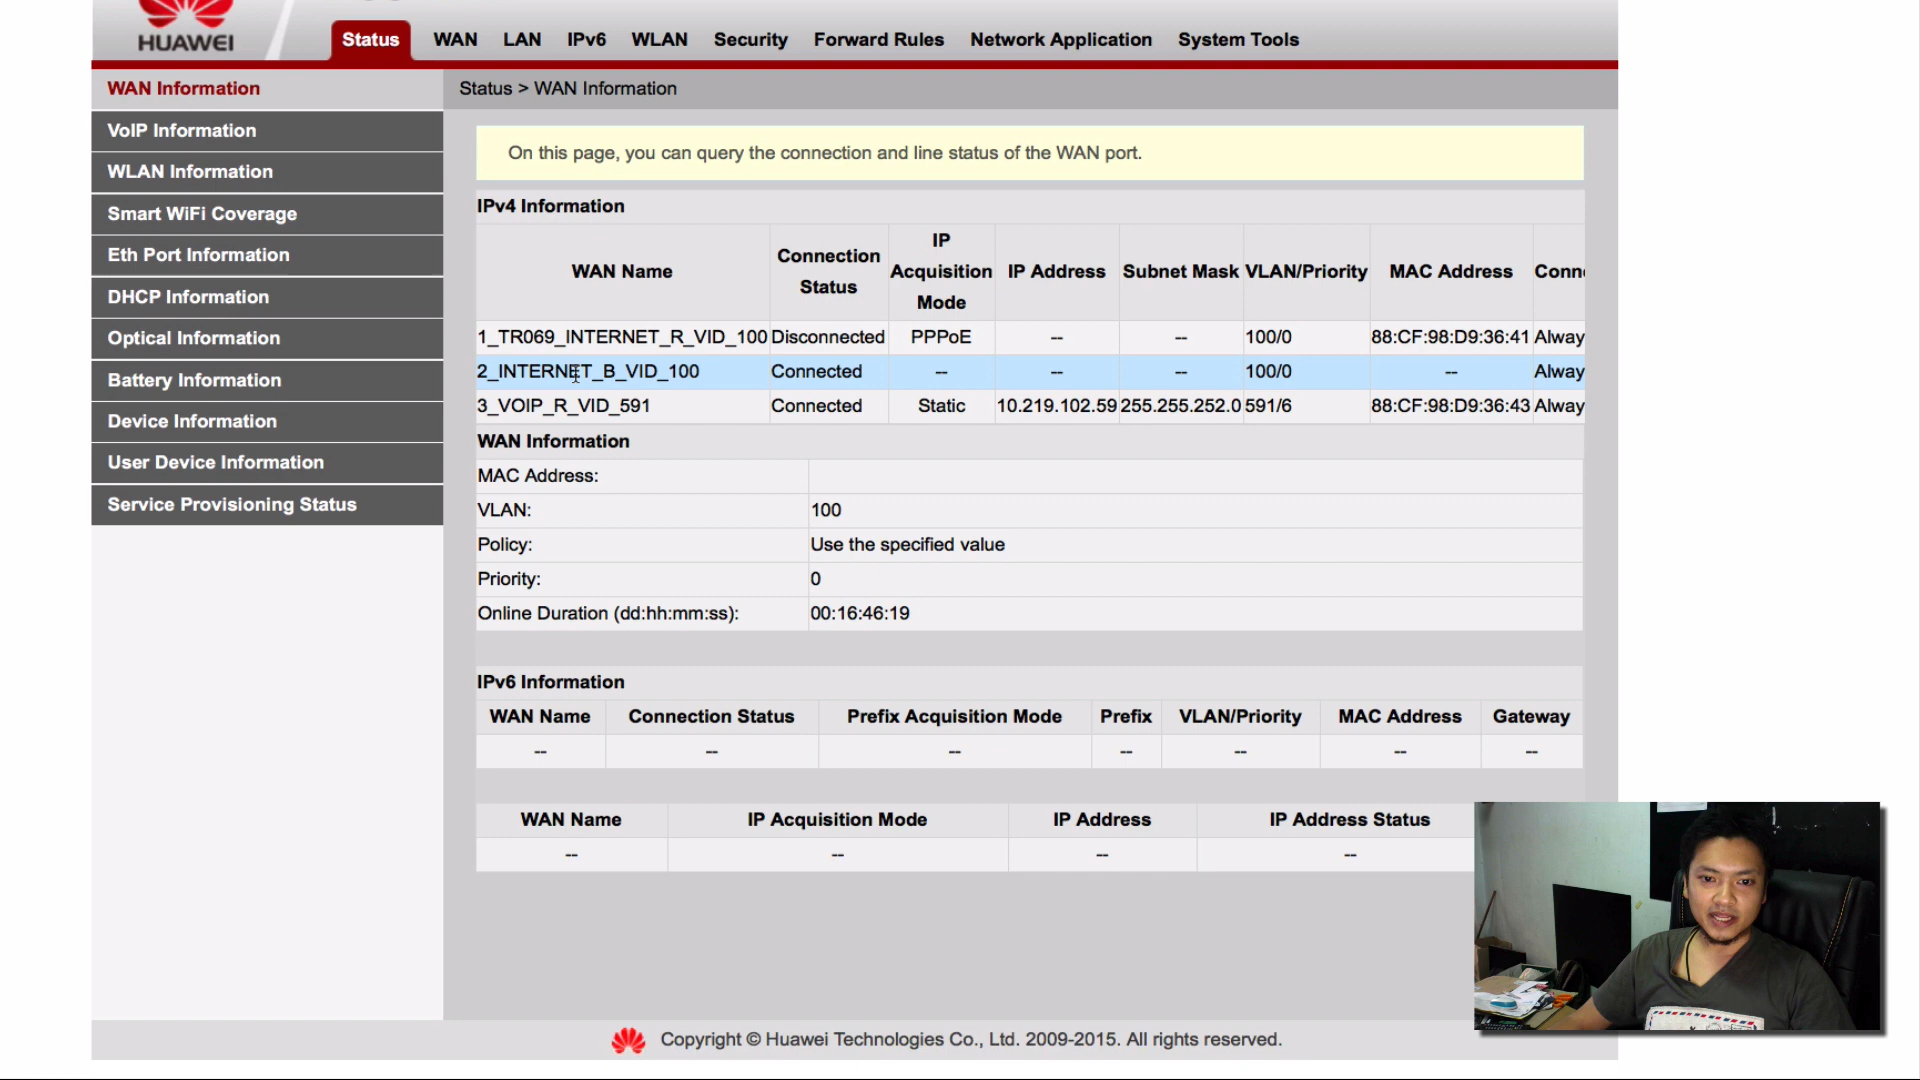 HUAWEI
Status WAN LAN IPv6 WLAN Security Forward Rules Network Application System Tools
WAN Information
VoIP Information
WLAN Information
Smart WiFi Coverage
Eth Port Information
DHCP Information
Optical Information
Battery Information
Device Information
User Device Information
Service Provisioning Status
Status > WAN Information
On this page, you can query the connection and line status of the WAN port.
IPv4 Information
WAN Name Connection Status IP Acquisition Mode IP Address Subnet Mask VLAN/Priority MAC Address Conne
1_TR069_INTERNET_R_VID_100 Disconnected PPPoE -- -- 100/0 88:CF:98:D9:36:41 Alway
2_INTERNET_B_VID_100 Connected -- -- -- 100/0 -- Alway
3_VOIP_R_VID_591 Connected Static 10.219.102.59 255.255.252.0 591/6 88:CF:98:D9:36:43 Alway
WAN Information
MAC Address:
VLAN: 100
Policy: Use the specified value
Priority: 0
Online Duration (dd:hh:mm:ss): 00:16:46:19
IPv6 Information
WAN Name Connection Status Prefix Acquisition Mode Prefix VLAN/Priority MAC Address Gateway
-- -- -- -- -- -- --
WAN Name IP Acquisition Mode IP Address IP Address Status
-- -- -- --
Copyright © Huawei Technologies Co., Ltd. 2009-2015. All rights reserved.